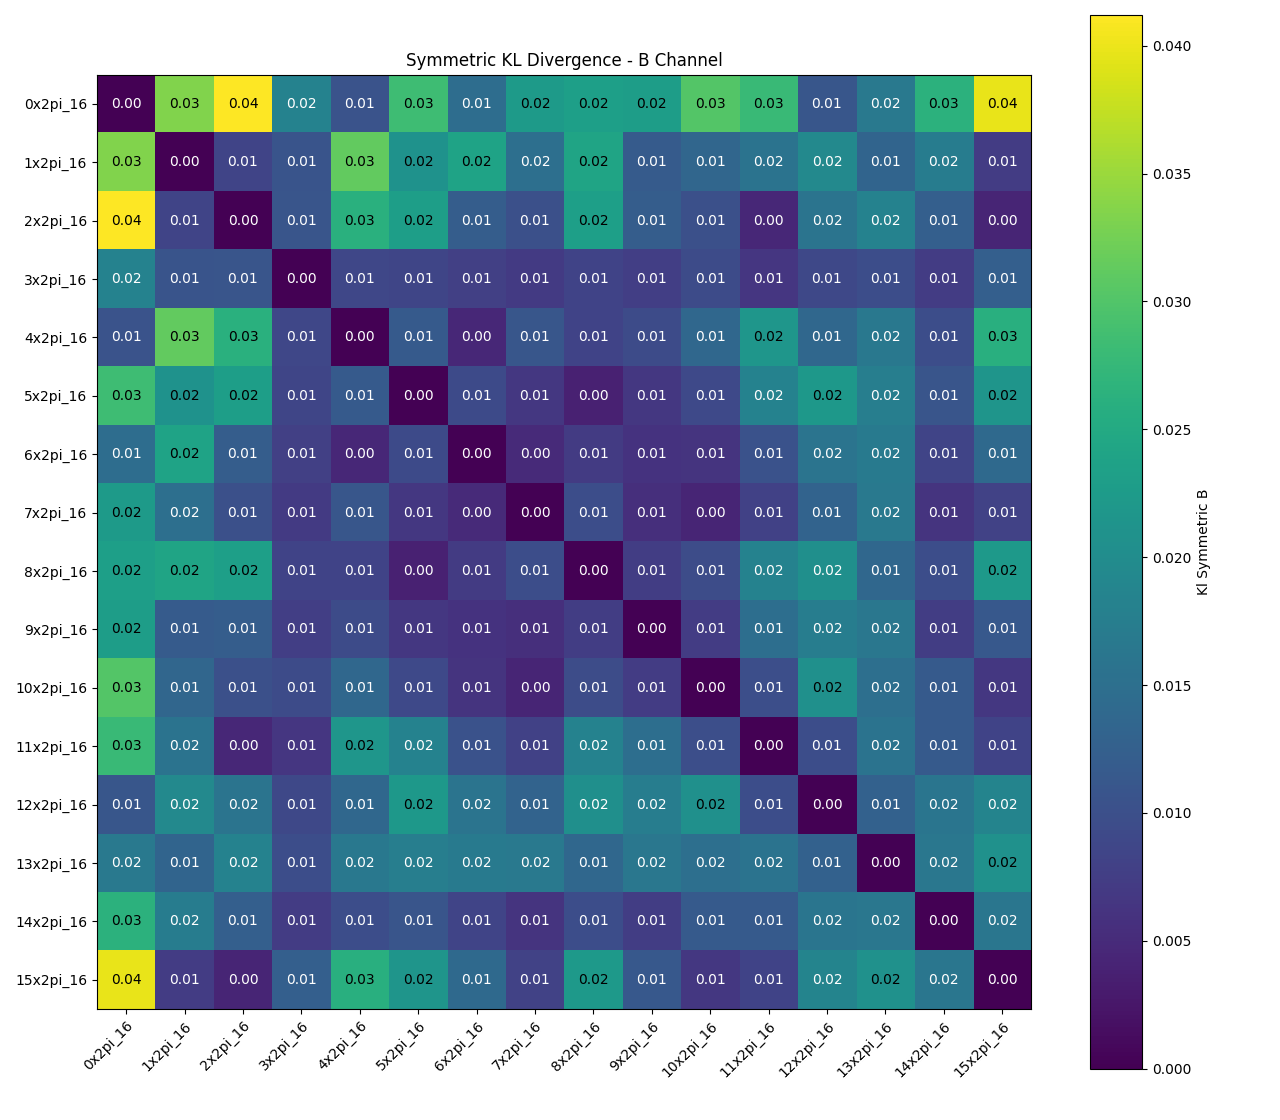 Symmetric KL Divergence - B Channel
0x2pi_16 0.00 0.03 0.04 0.02 0.01 0.03 0.01 0.02 0.02 0.02 0.03 0.03 0.01 0.02 0.03 0.04
1x2pi_16 0.03 0.00 0.01 0.01 0.03 0.02 0.02 0.02 0.02 0.01 0.01 0.02 0.02 0.01 0.02 0.01
2x2pi_16 0.04 0.01 0.00 0.01 0.03 0.02 0.01 0.01 0.02 0.01 0.01 0.00 0.02 0.02 0.01 0.00
3x2pi_16 0.02 0.01 0.01 0.00 0.01 0.01 0.01 0.01 0.01 0.01 0.01 0.01 0.01 0.01 0.01 0.01
4x2pi_16 0.01 0.03 0.03 0.01 0.00 0.01 0.00 0.01 0.01 0.01 0.01 0.02 0.01 0.02 0.01 0.03
5x2pi_16 0.03 0.02 0.02 0.01 0.01 0.00 0.01 0.01 0.00 0.01 0.01 0.02 0.02 0.02 0.01 0.02
6x2pi_16 0.01 0.02 0.01 0.01 0.00 0.01 0.00 0.00 0.01 0.01 0.01 0.01 0.02 0.02 0.01 0.01
7x2pi_16 0.02 0.02 0.01 0.01 0.01 0.01 0.00 0.00 0.01 0.01 0.00 0.01 0.01 0.02 0.01 0.01
8x2pi_16 0.02 0.02 0.02 0.01 0.01 0.00 0.01 0.01 0.00 0.01 0.01 0.02 0.02 0.01 0.01 0.02
9x2pi_16 0.02 0.01 0.01 0.01 0.01 0.01 0.01 0.01 0.01 0.00 0.01 0.01 0.02 0.02 0.01 0.01
10x2pi_16 0.03 0.01 0.01 0.01 0.01 0.01 0.01 0.00 0.01 0.01 0.00 0.01 0.02 0.02 0.01 0.01
11x2pi_16 0.03 0.02 0.00 0.01 0.02 0.02 0.01 0.01 0.02 0.01 0.01 0.00 0.01 0.02 0.01 0.01
12x2pi_16 0.01 0.02 0.02 0.01 0.01 0.02 0.02 0.01 0.02 0.02 0.02 0.01 0.00 0.01 0.02 0.02
13x2pi_16 0.02 0.01 0.02 0.01 0.02 0.02 0.02 0.02 0.01 0.02 0.02 0.02 0.01 0.00 0.02 0.02
14x2pi_16 0.03 0.02 0.01 0.01 0.01 0.01 0.01 0.01 0.01 0.01 0.01 0.01 0.02 0.02 0.00 0.02
15x2pi_16 0.04 0.01 0.00 0.01 0.03 0.02 0.01 0.01 0.02 0.01 0.01 0.01 0.02 0.02 0.02 0.00
0x2pi_16 1x2pi_16 2x2pi_16 3x2pi_16 4x2pi_16 5x2pi_16 6x2pi_16 7x2pi_16 8x2pi_16 9x2pi_16 10x2pi_16 11x2pi_16 12x2pi_16 13x2pi_16 14x2pi_16 15x2pi_16
0.040
0.035
0.030
0.025
0.020
0.015
0.010
0.005
0.000
Kl Symmetric B